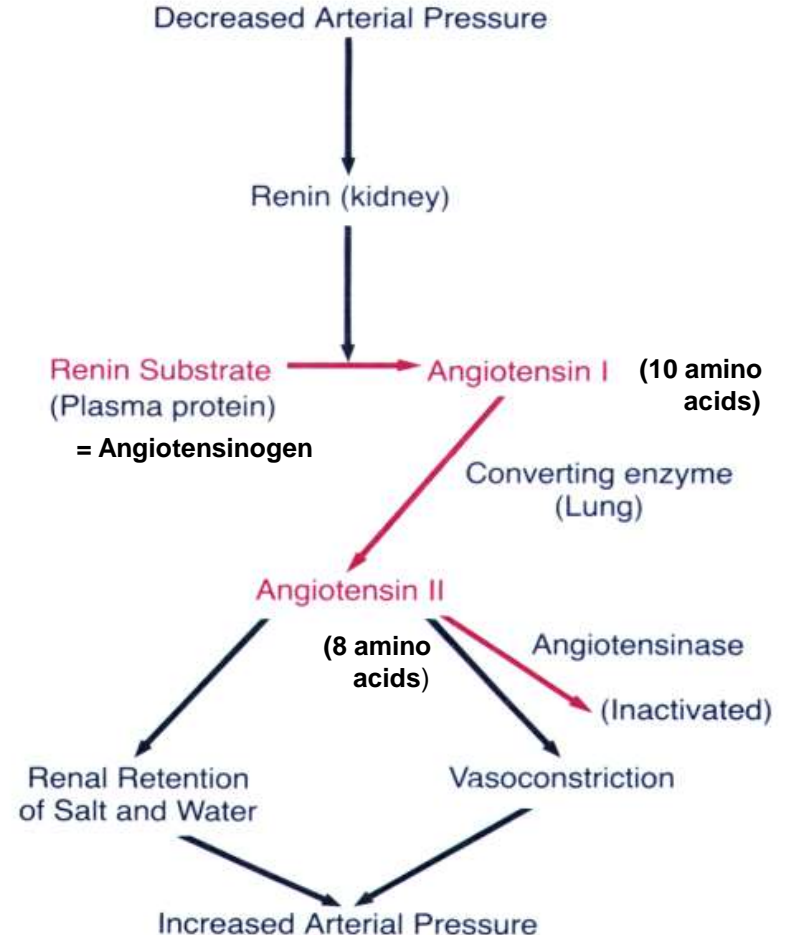 Decreased Arterial Pressure
Renin (kidney)
Renin Substrate
(Plasma protein)
= Angiotensinogen
Angiotensin I
(10 amino
acids)
Converting enzyme
(Lung)
Angiotensin II
(8 amino
acids)
Angiotensinase
(Inactivated)
Renal Retention
of Salt and Water
Vasoconstriction
Increased Arterial Pressure